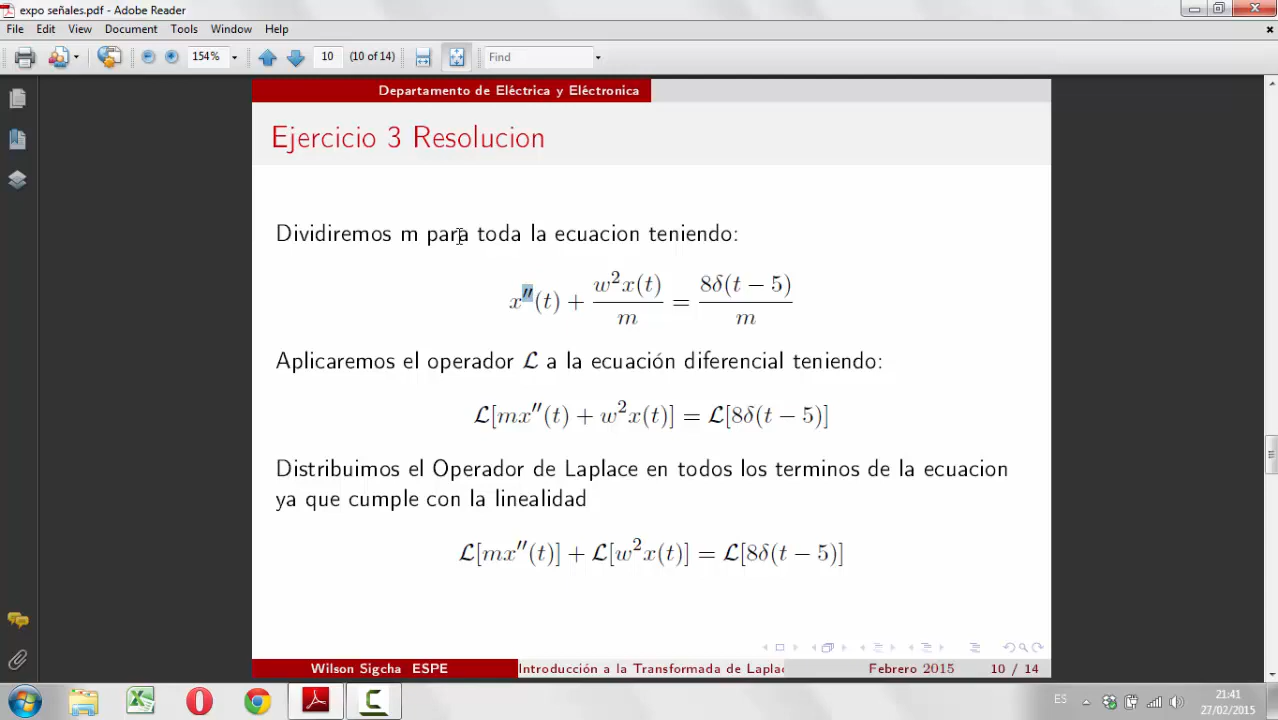 expo señales.pdf - Adobe Reader
File Edit View Document Tools Window Help
154% 10 (10 of 14) Find
Departamento de Eléctrica y Eléctronica
Ejercicio 3 Resolucion
Dividiremos m para toda la ecuacion teniendo:
x''(t) + w²x(t)/m = 8δ(t − 5)/m
Aplicaremos el operador ℒ a la ecuación diferencial teniendo:
ℒ[mx''(t) + w²x(t)] = ℒ[8δ(t − 5)]
Distribuimos el Operador de Laplace en todos los terminos de la ecuacion
ya que cumple con la linealidad
ℒ[mx''(t)] + ℒ[w²x(t)] = ℒ[8δ(t − 5)]
Wilson Sigcha ESPE Introducción a la Transformada de Laplac Febrero 2015 10 / 14
ES 21:41
27/02/2015